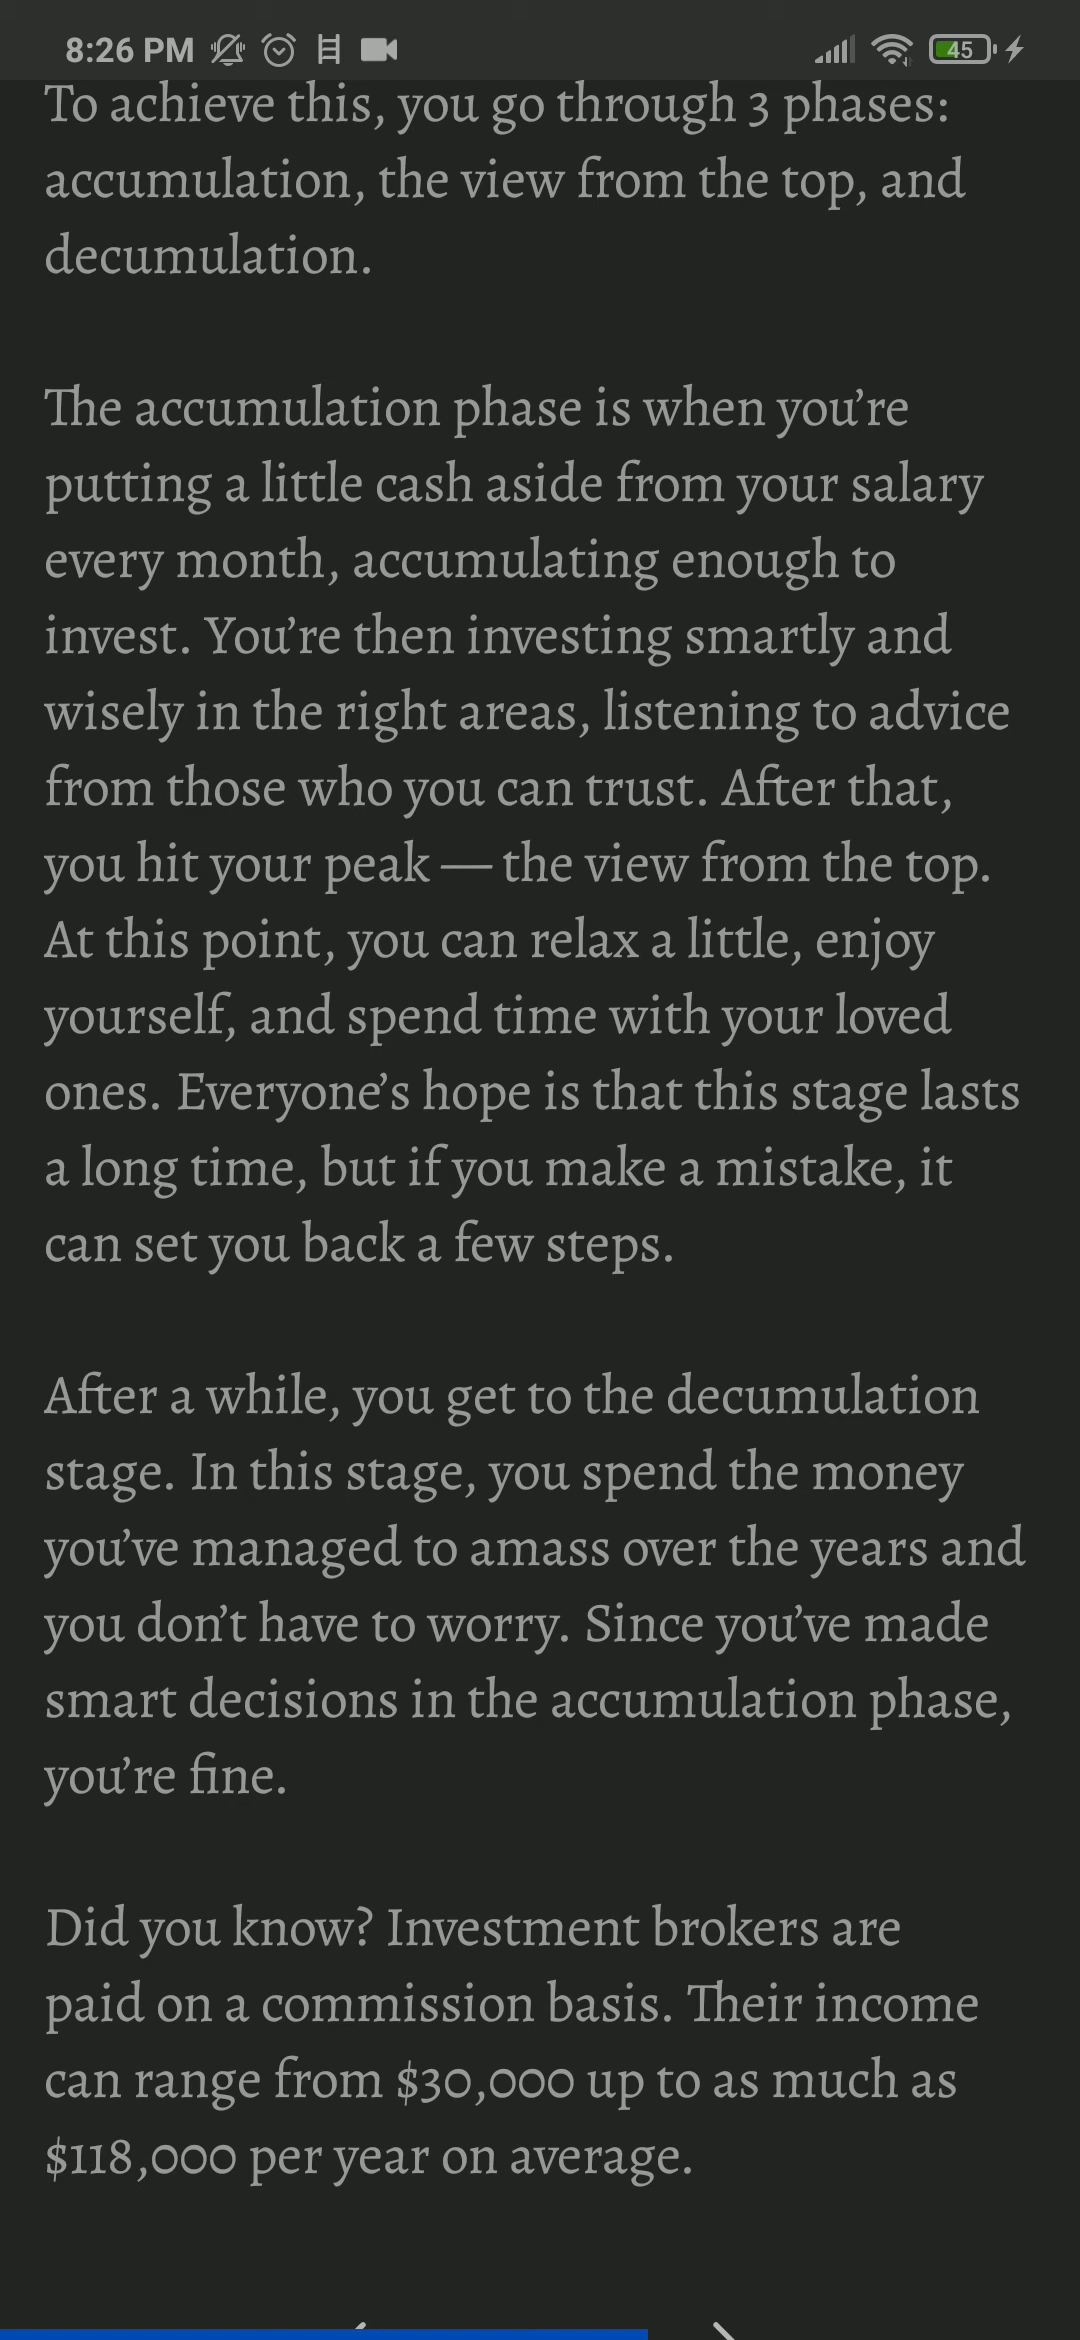 8:26 PM
45
To achieve this, you go through 3 phases:
accumulation, the view from the top, and
decumulation.
The accumulation phase is when you’re
putting a little cash aside from your salary
every month, accumulating enough to
invest. You’re then investing smartly and
wisely in the right areas, listening to advice
from those who you can trust. After that,
you hit your peak — the view from the top.
At this point, you can relax a little, enjoy
yourself, and spend time with your loved
ones. Everyone’s hope is that this stage lasts
a long time, but if you make a mistake, it
can set you back a few steps.
After a while, you get to the decumulation
stage. In this stage, you spend the money
you’ve managed to amass over the years and
you don’t have to worry. Since you’ve made
smart decisions in the accumulation phase,
you’re fine.
Did you know? Investment brokers are
paid on a commission basis. Their income
can range from $30,000 up to as much as
$118,000 per year on average.